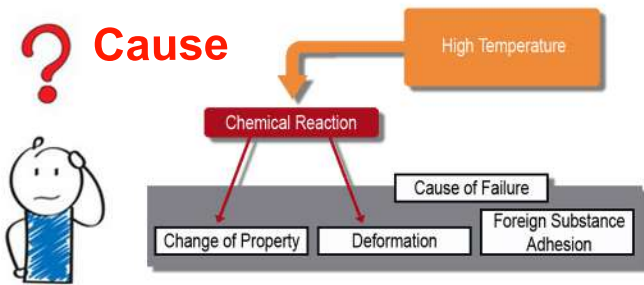 ?
Cause
High Temperature
Chemical Reaction
Cause of Failure
Change of Property
Deformation
Foreign Substance
Adhesion